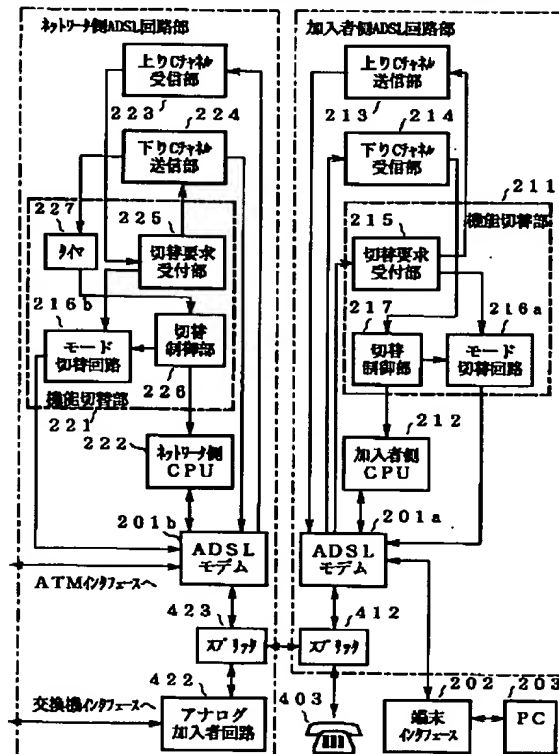 ネットワーク側ADSL回路部
上りCチャネル
受信部
223
224
下りCチャネル
送信部
227
225
タイマ
切替要求
受付部
216b
モード
切替回路
切替
制御部
226
機能切替部
221
222
ネットワーク側
CPU
201b
ADSL
モデム
ATMインタフェースへ
423
スプリッタ
交換機インタフェースへ
422
アナログ
加入者回路
加入者側ADSL回路部
上りCチャネル
送信部
213
214
下りCチャネル
受信部
211
機能切替部
215
切替要求
受付部
217
216a
切替
制御部
モード
切替回路
212
加入者側
CPU
201a
ADSL
モデム
412
スプリッタ
403
202
203
端末
インタフェース
PC